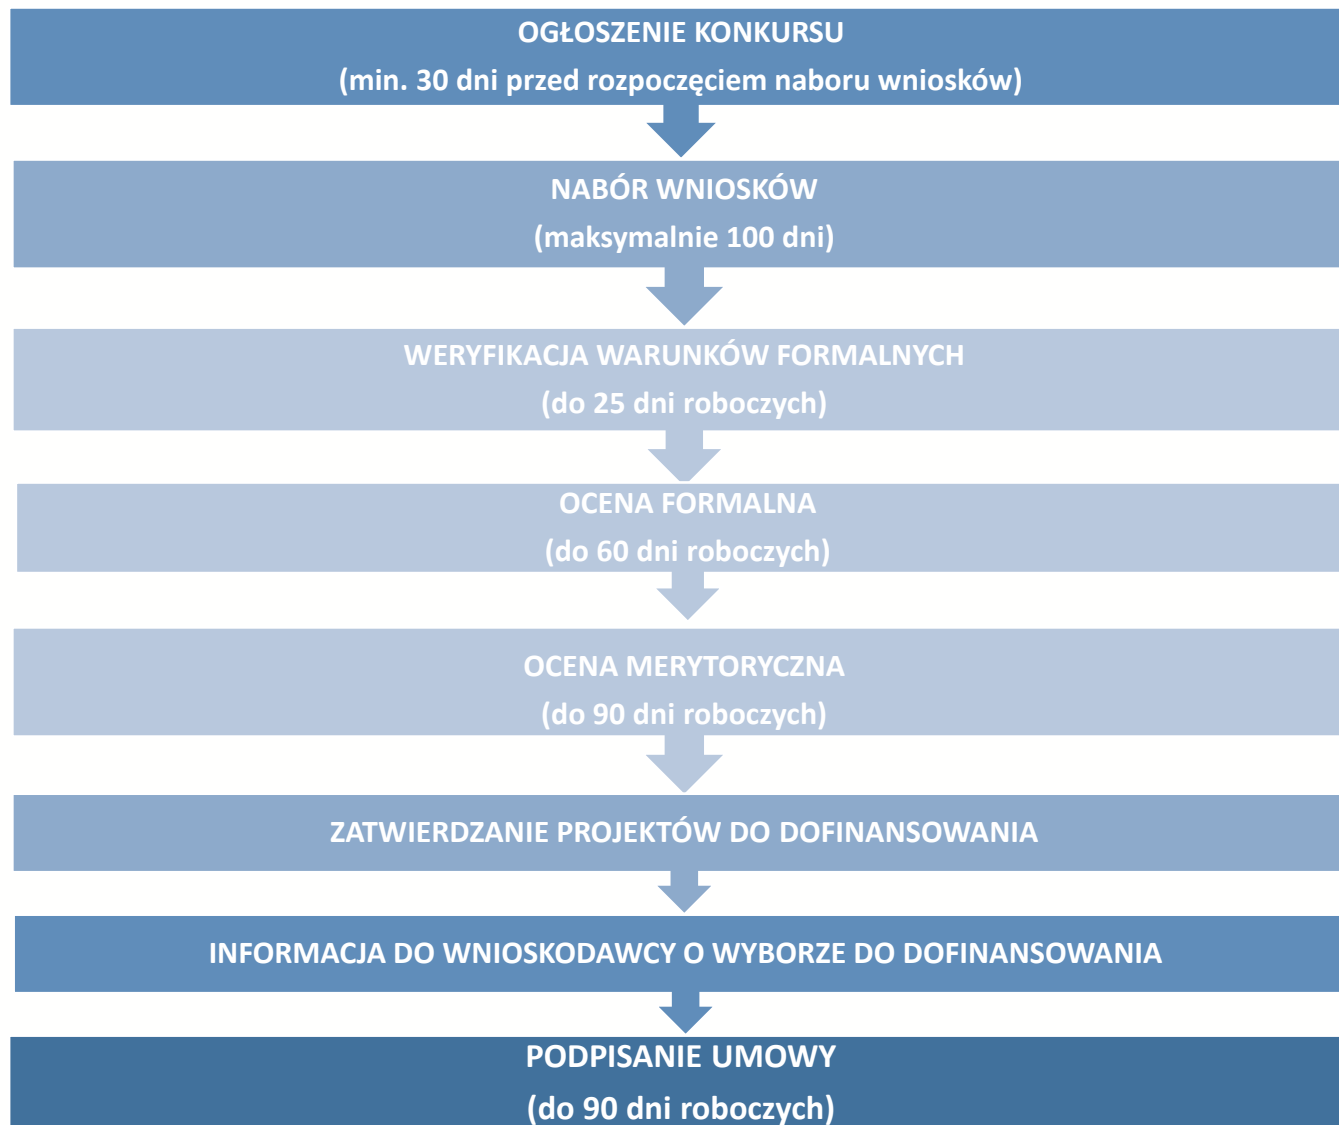 OGŁOSZENIE KONKURSU
(min. 30 dni przed rozpoczęciem naboru wniosków)
NABÓR WNIOSKÓW
(maksymalnie 100 dni)
WERYFIKACJA WARUNKÓW FORMALNYCH
(do 25 dni roboczych)
OCENA FORMALNA
(do 60 dni roboczych)
OCENA MERYTORYCZNA
(do 90 dni roboczych)
ZATWIERDZANIE PROJEKTÓW DO DOFINANSOWANIA
INFORMACJA DO WNIOSKODAWCY O WYBORZE DO DOFINANSOWANIA
PODPISANIE UMOWY
(do 90 dni roboczych)